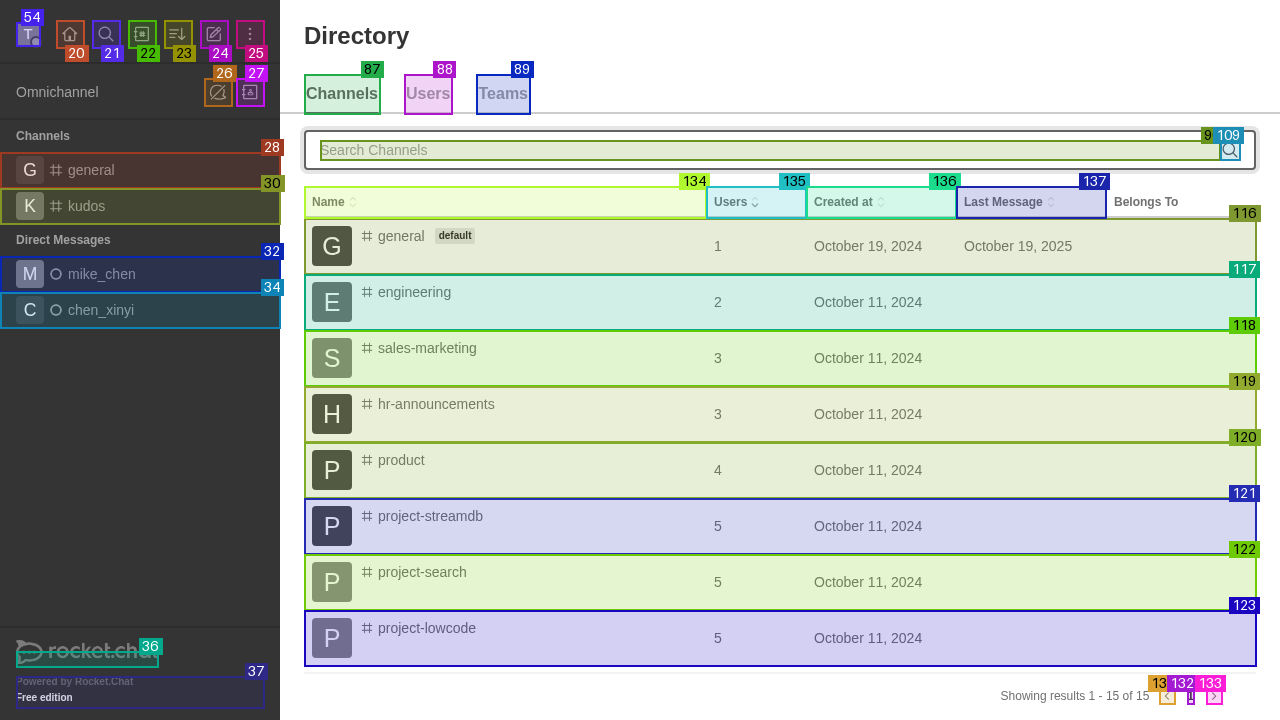 54
T
20
21
22
23
24
25
Omnichannel
26
27
Channels
28
G general
30
K kudos
Direct Messages
32
M mike_chen
34
C chen_xinyi
36
rocket.chat
37
Powered by Rocket.Chat
Free edition
Directory
87
88
89
Channels Users Teams
109
Search Channels
134 135 136 137
Name Users Created at Last Message Belongs To
116
G general default 1 October 19, 2024 October 19, 2025
117
E engineering 2 October 11, 2024
118
S sales-marketing 3 October 11, 2024
119
H hr-announcements 3 October 11, 2024
120
P product 4 October 11, 2024
121
P project-streamdb 5 October 11, 2024
122
P project-search 5 October 11, 2024
123
P project-lowcode 5 October 11, 2024
132 133
Showing results 1 - 15 of 15 1